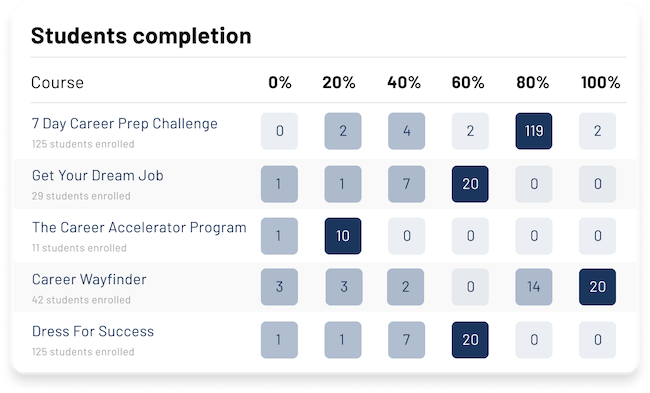 Students completion
Course 0% 20% 40% 60% 80% 100%
7 Day Career Prep Challenge
125 students enrolled
0 2 4 2 119 2
Get Your Dream Job
29 students enrolled
1 1 7 20 0 0
The Career Accelerator Program
11 students enrolled
1 10 0 0 0 0
Career Wayfinder
42 students enrolled
3 3 2 0 14 20
Dress For Success
125 students enrolled
1 1 7 20 0 0